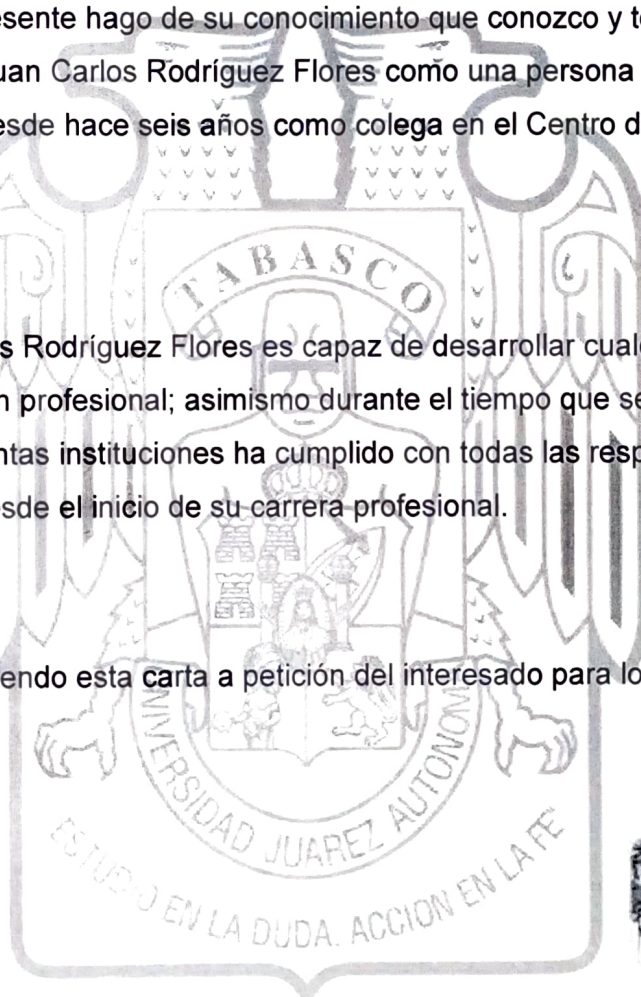 esente hago de su conocimiento que conozco y t
uan Carlos Rodríguez Flores como una persona
esde hace seis años como colega en el Centro d
TABASCO
s Rodríguez Flores es capaz de desarrollar cual
n profesional; asimismo durante el tiempo que se
ntas instituciones ha cumplido con todas las resp
sde el inicio de su carrera profesional.
endo esta carta a petición del interesado para lo
NIVERSIDAD JUAREZ AUTONOM
ESTUDIO EN LA DUDA. ACCION EN LA FE